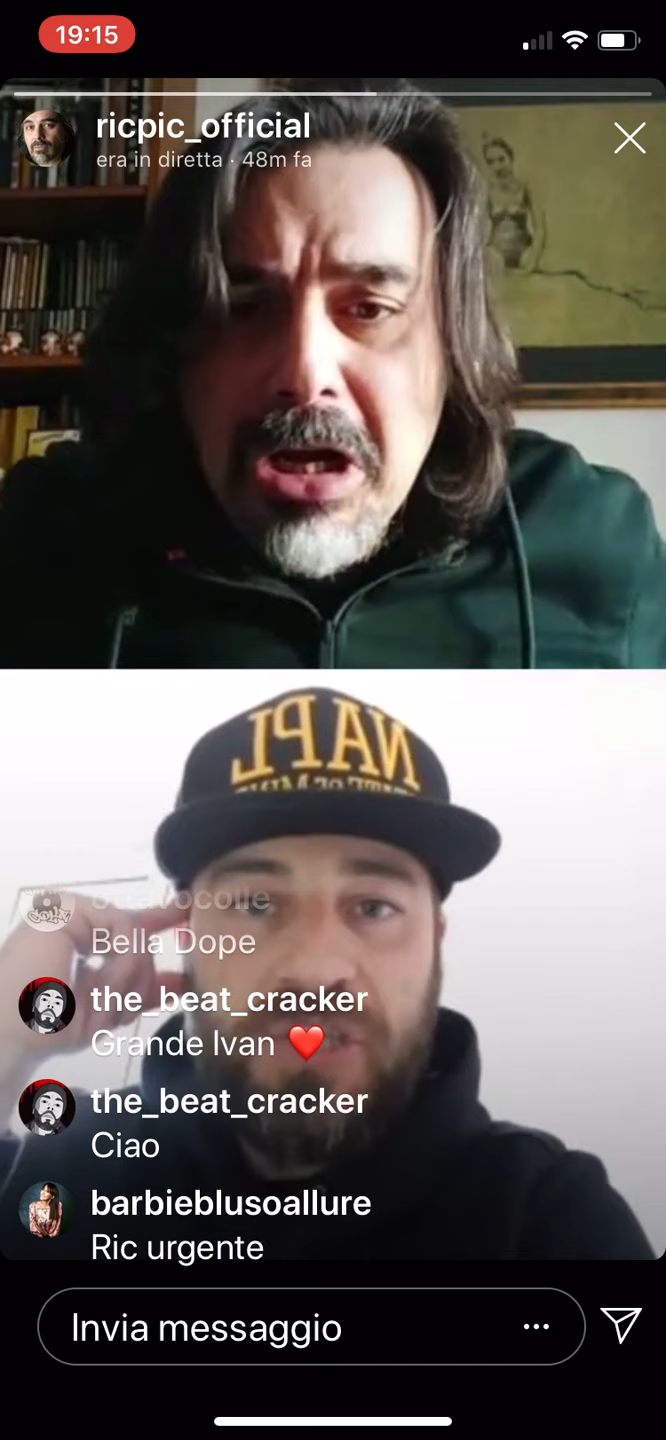 19:15
ricpic_official
era in diretta · 48m fa
NAPL
Bella Dope
the_beat_cracker
Grande Ivan ❤️
the_beat_cracker
Ciao
barbieblusoallure
Ric urgente
Invia messaggio